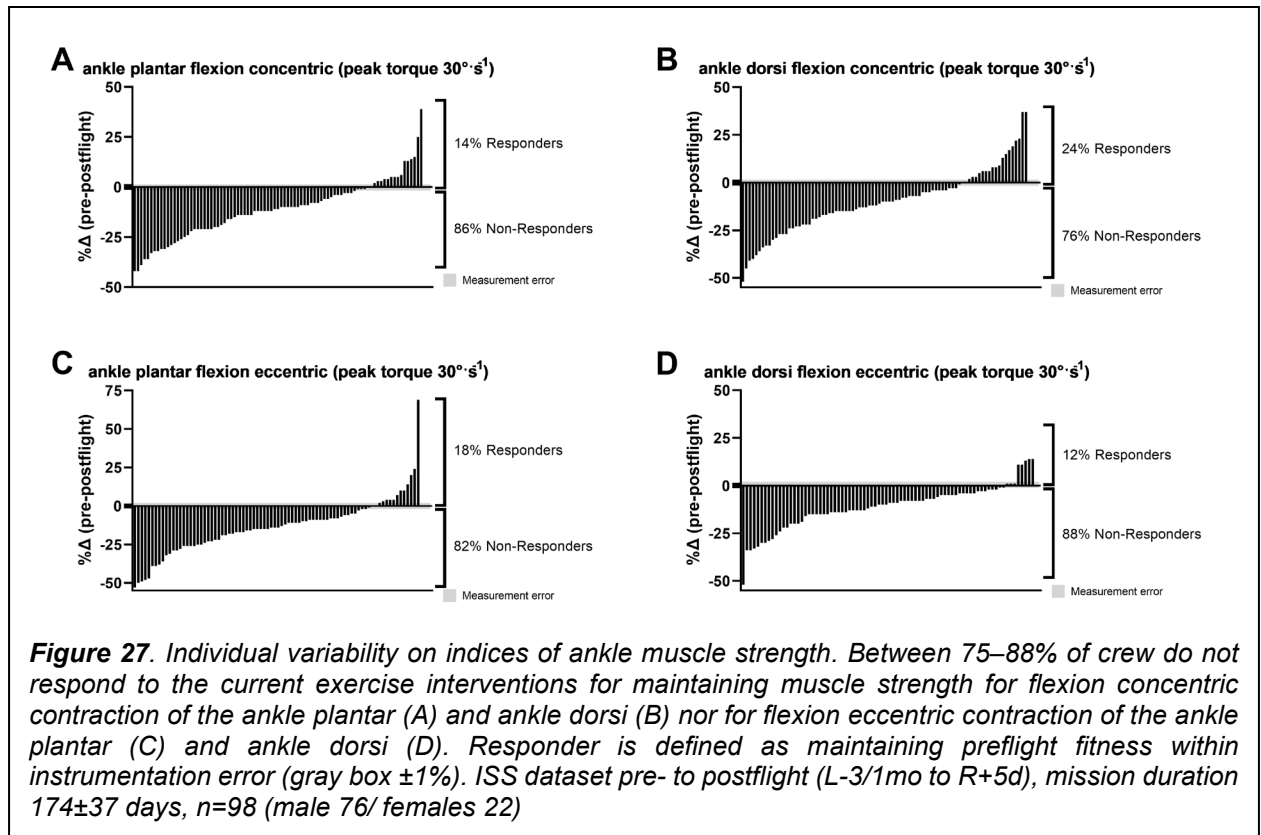 A
ankle plantar flexion concentric (peak torque 30°·s¹)
%Δ (pre-postflight)
50
25
0
-25
-50
14% Responders
86% Non-Responders
Measurement error
B
ankle dorsi flexion concentric (peak torque 30°·s¹)
%Δ (pre-postflight)
50
25
0
-25
-50
24% Responders
76% Non-Responders
Measurement error
C
ankle plantar flexion eccentric (peak torque 30°·s¹)
%Δ (pre-postflight)
75
50
25
0
-25
-50
18% Responders
82% Non-Responders
Measurement error
D
ankle dorsi flexion eccentric (peak torque 30°·s¹)
%Δ (pre-postflight)
50
25
0
-25
-50
12% Responders
88% Non-Responders
Measurement error
Figure 27. Individual variability on indices of ankle muscle strength. Between 75–88% of crew do not
respond to the current exercise interventions for maintaining muscle strength for flexion concentric
contraction of the ankle plantar (A) and ankle dorsi (B) nor for flexion eccentric contraction of the ankle
plantar (C) and ankle dorsi (D). Responder is defined as maintaining preflight fitness within
instrumentation error (gray box ±1%). ISS dataset pre- to postflight (L-3/1mo to R+5d), mission duration
174±37 days, n=98 (male 76/ females 22)